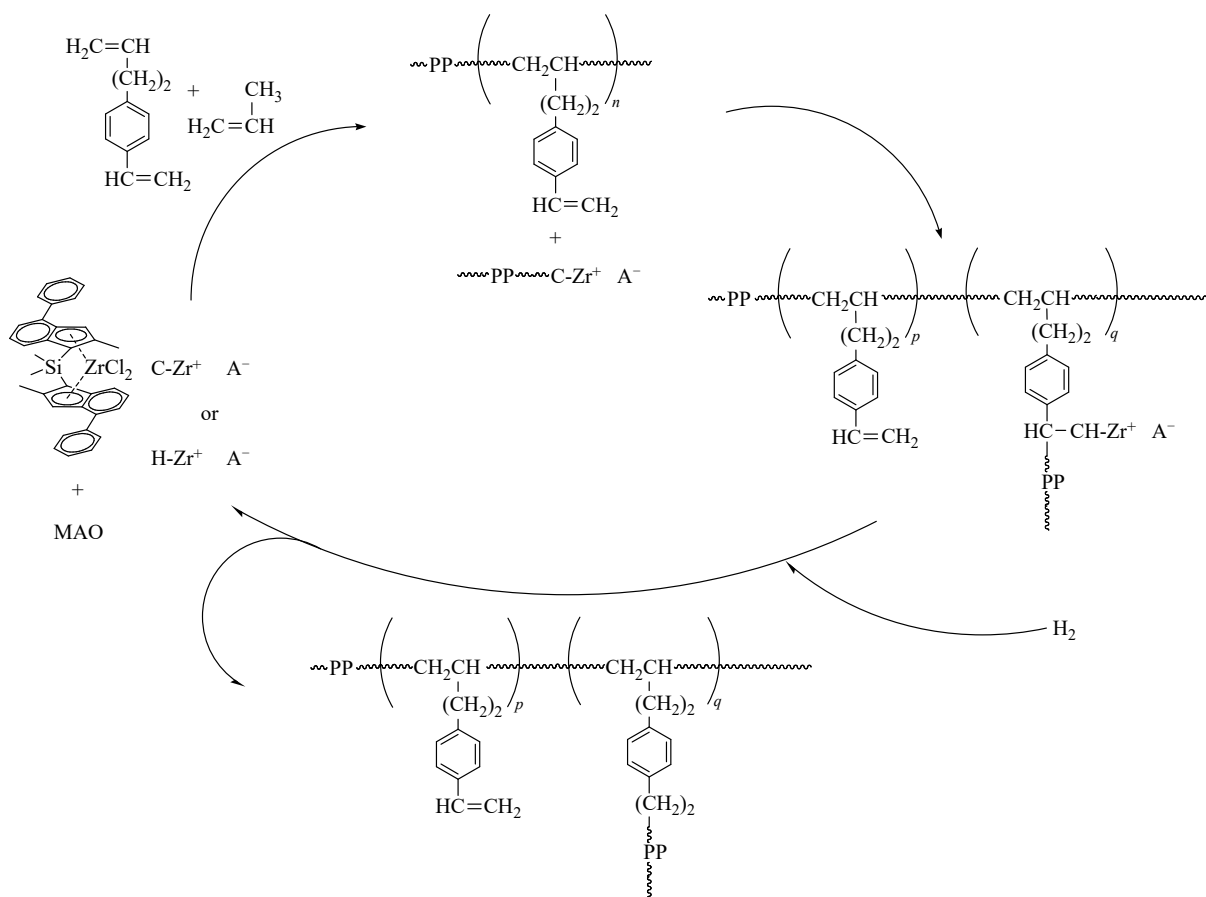 H₂C=CH
(CH₂)₂
+
CH₃
H₂C=CH
HC=CH₂
PP
CH₂CH
(CH₂)₂
n
HC=CH₂
+
PP C-Zr⁺ A⁻
Si
ZrCl₂
C-Zr⁺ A⁻
or
H-Zr⁺ A⁻
+
MAO
PP
CH₂CH
CH₂CH
(CH₂)₂
p
(CH₂)₂
q
HC=CH₂
HC-CH-Zr⁺ A⁻
PP
H₂
PP
CH₂CH
CH₂CH
(CH₂)₂
p
(CH₂)₂
q
HC=CH₂
(CH₂)₂
PP